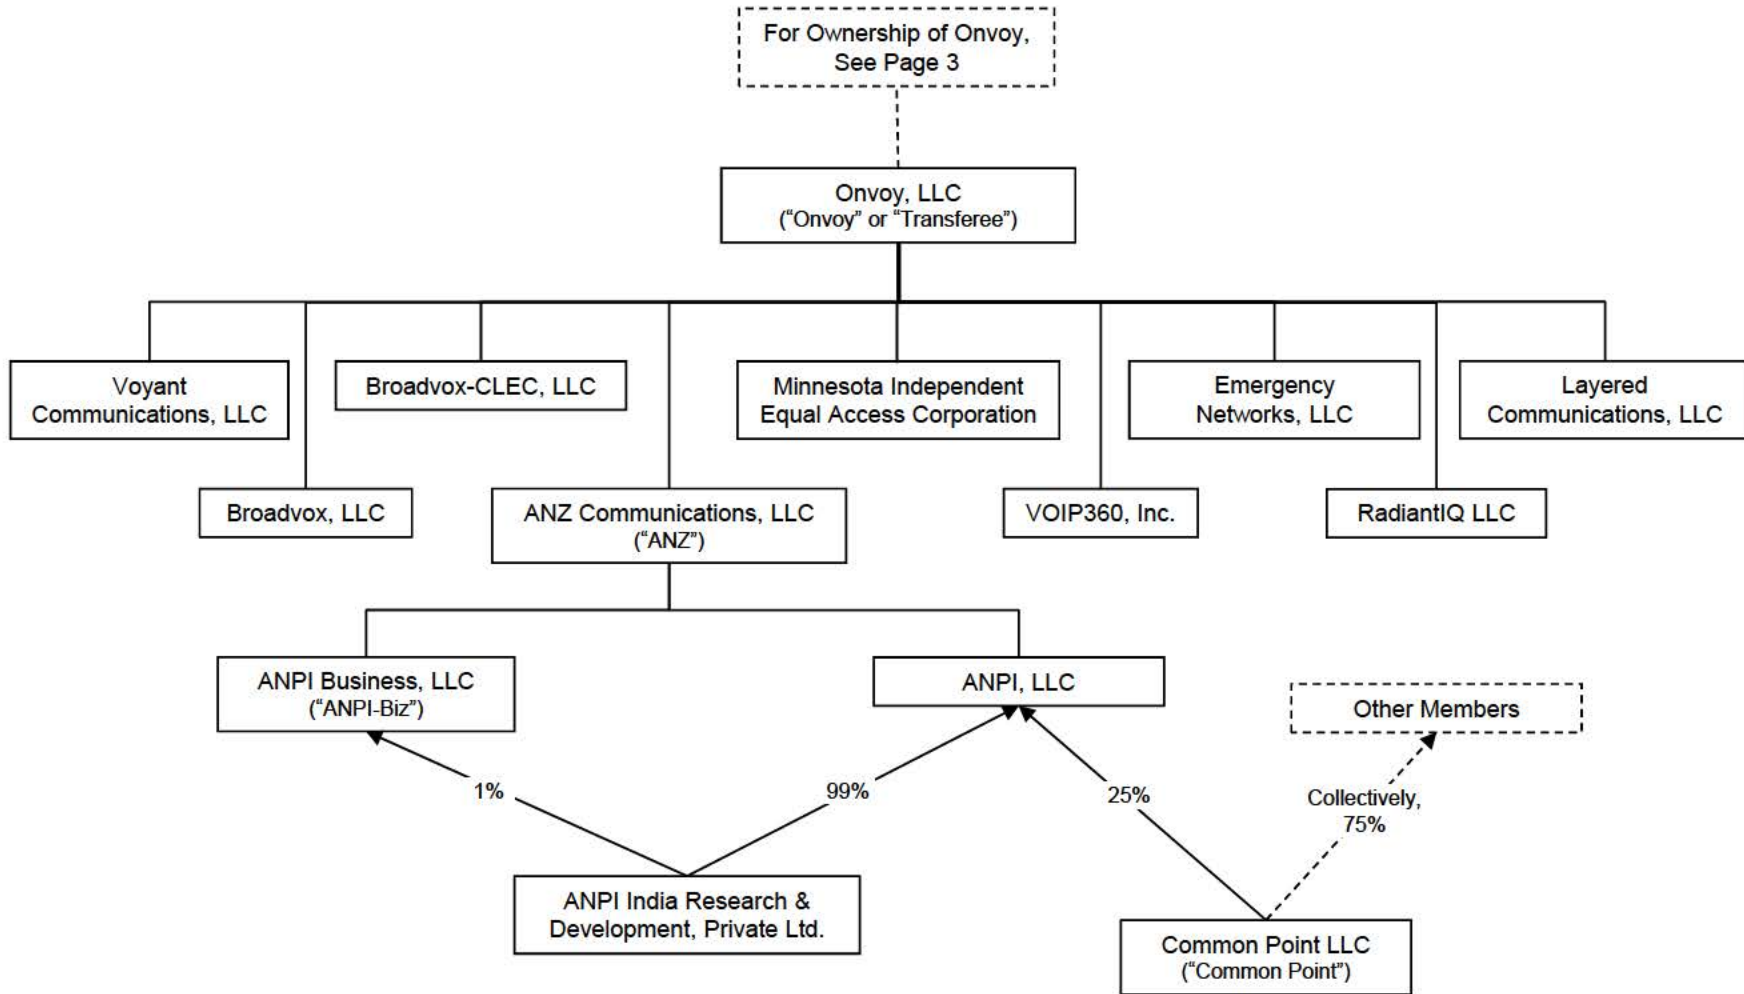 For Ownership of Onvoy,
See Page 3
Onvoy, LLC
(“Onvoy” or “Transferee”)
Voyant
Communications, LLC
Broadvox-CLEC, LLC
Minnesota Independent
Equal Access Corporation
Emergency
Networks, LLC
Layered
Communications, LLC
Broadvox, LLC
ANZ Communications, LLC
(“ANZ”)
VOIP360, Inc.
RadiantIQ LLC
ANPI Business, LLC
(“ANPI-Biz”)
ANPI, LLC
Other Members
1%
99%
25%
Collectively,
75%
ANPI India Research &
Development, Private Ltd.
Common Point LLC
(“Common Point”)